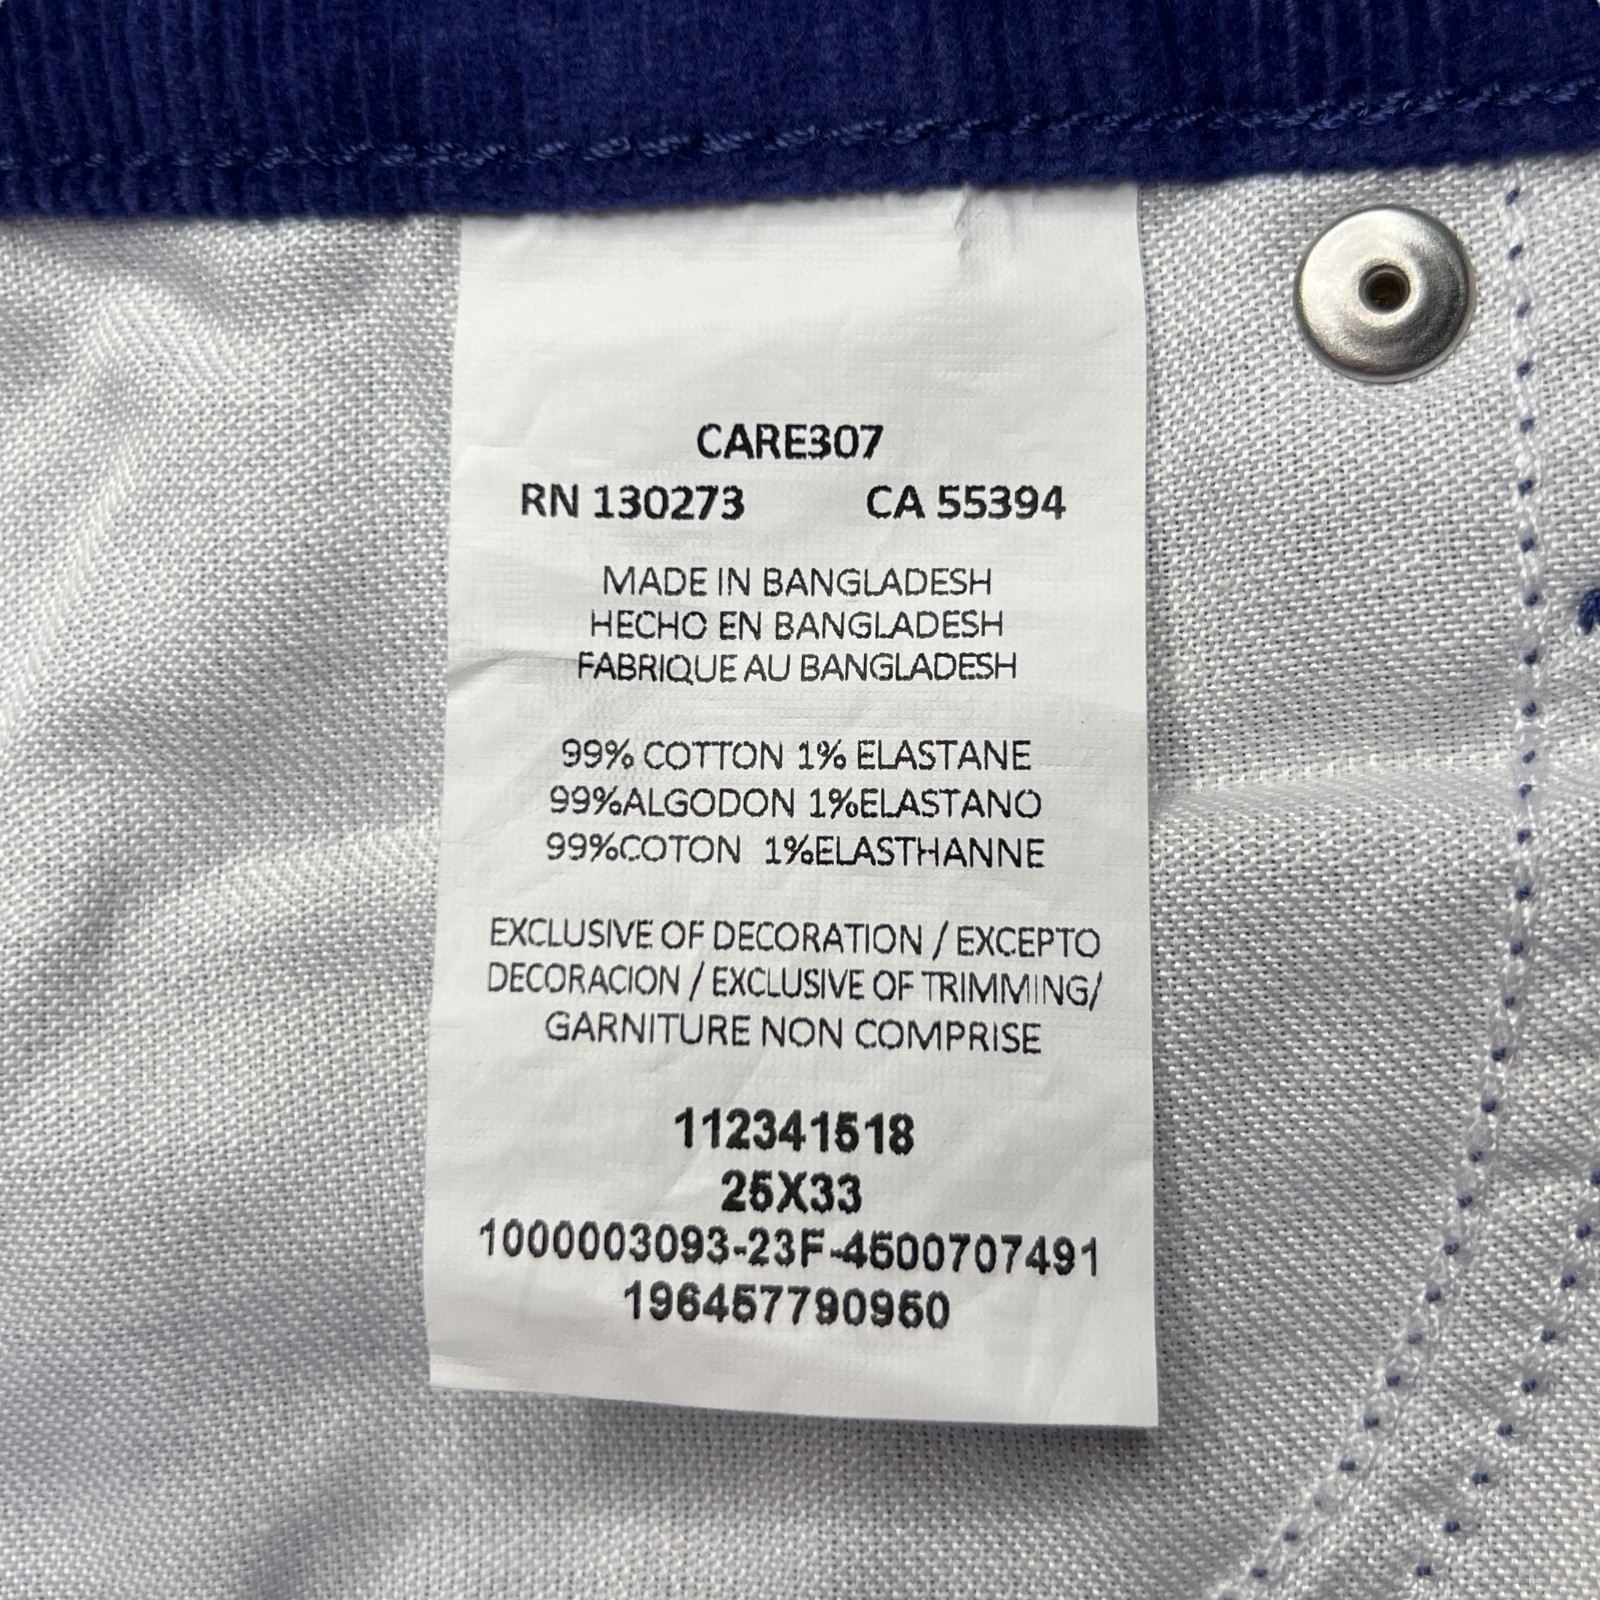 CARE307
RN 130273 CA 55394
MADE IN BANGLADESH
HECHO EN BANGLADESH
FABRIQUE AU BANGLADESH
99% COTTON 1% ELASTANE
99%ALGODON 1%ELASTANO
99%COTON 1%ELASTHANNE
EXCLUSIVE OF DECORATION / EXCEPTO
DECORACION / EXCLUSIVE OF TRIMMING/
GARNITURE NON COMPRISE
112341518
25X33
1000003093-23F-4500707491
196457790950